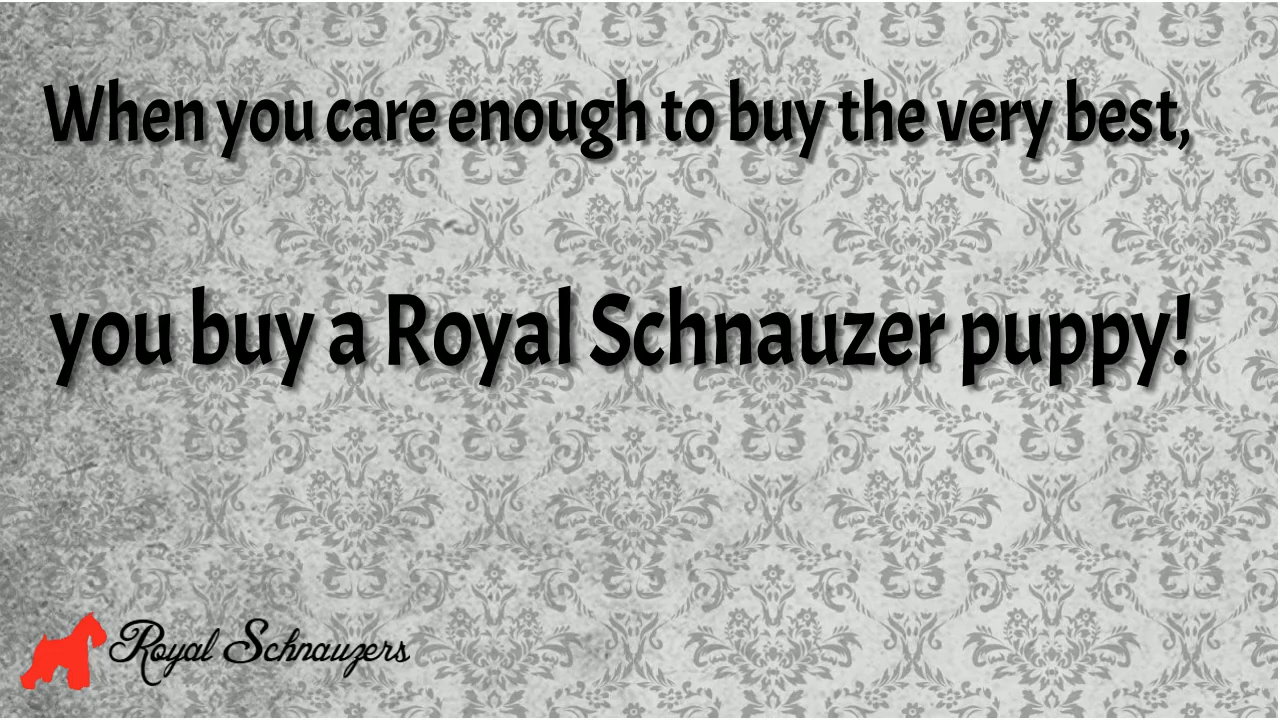 When you care enough to buy the very best,
you buy a Royal Schnauzer puppy!
Royal Schnauzers